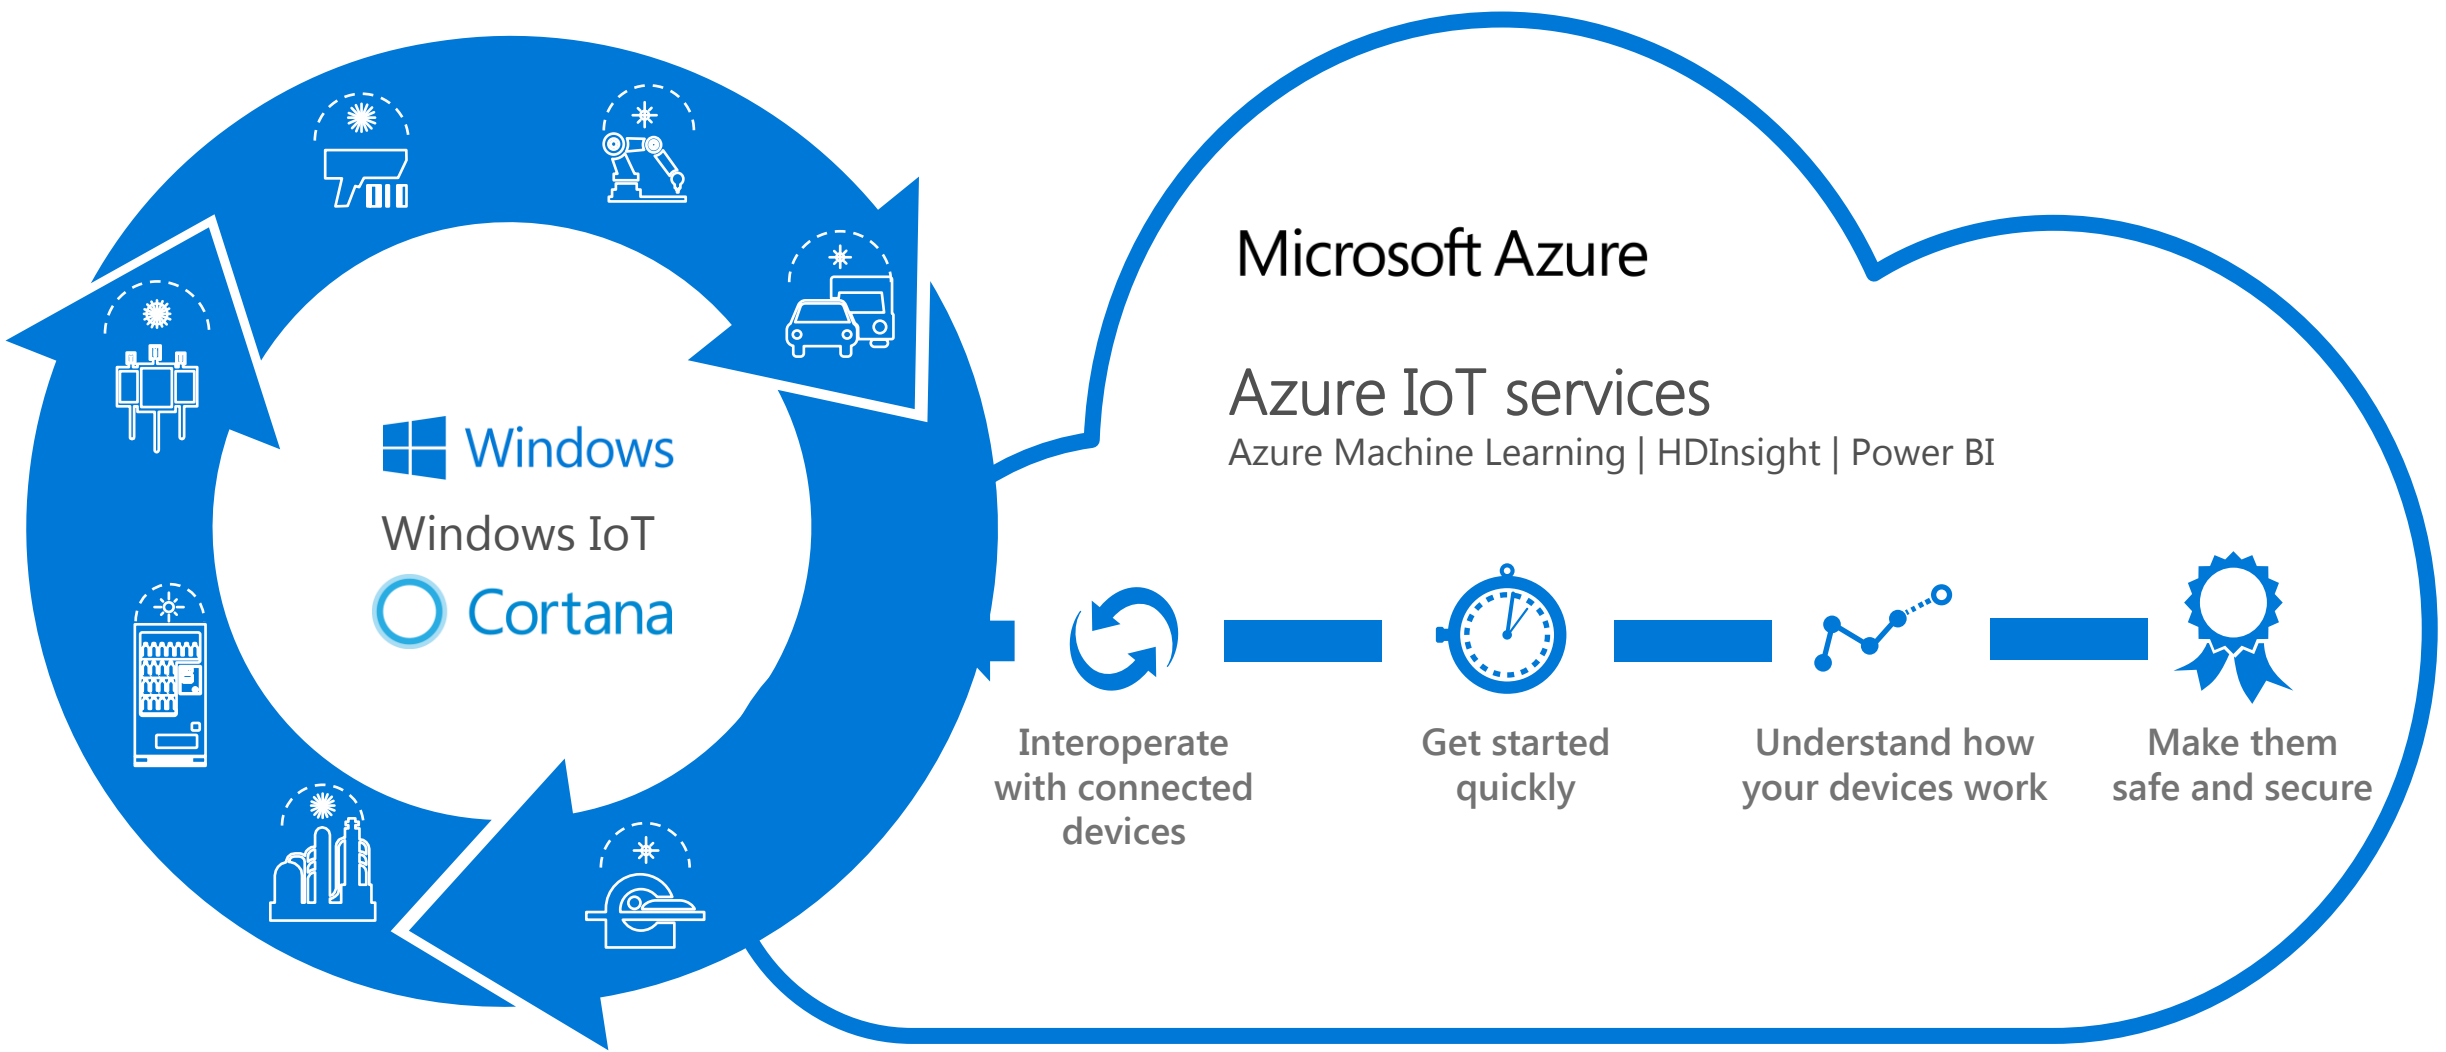 Windows
Windows IoT
Cortana
Microsoft Azure
Azure IoT services
Azure Machine Learning | HDInsight | Power BI
Interoperate
with connected
devices
Get started
quickly
Understand how
your devices work
Make them
safe and secure